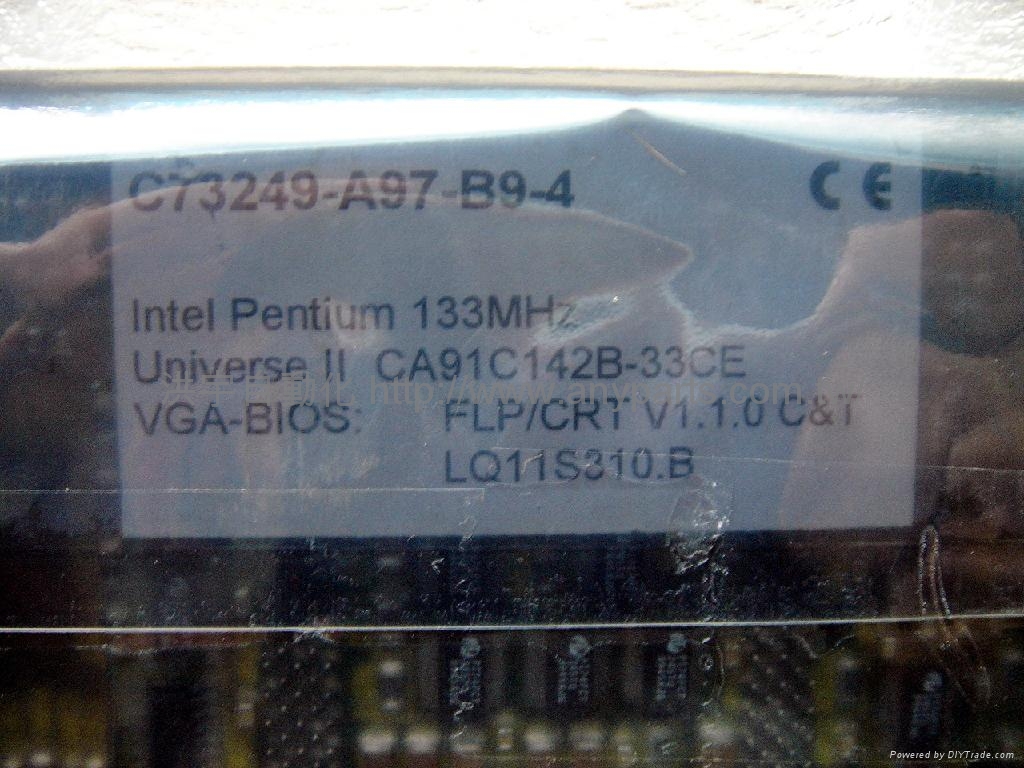 C73249-A97-B9-4 CE
Intel Pentium 133MHz
Universe II CA91C142B-33CE
VGA-BIOS: FLP/CRT V1.1.0 C&T
LQ11S310.B
Powered by DIYTrade.com